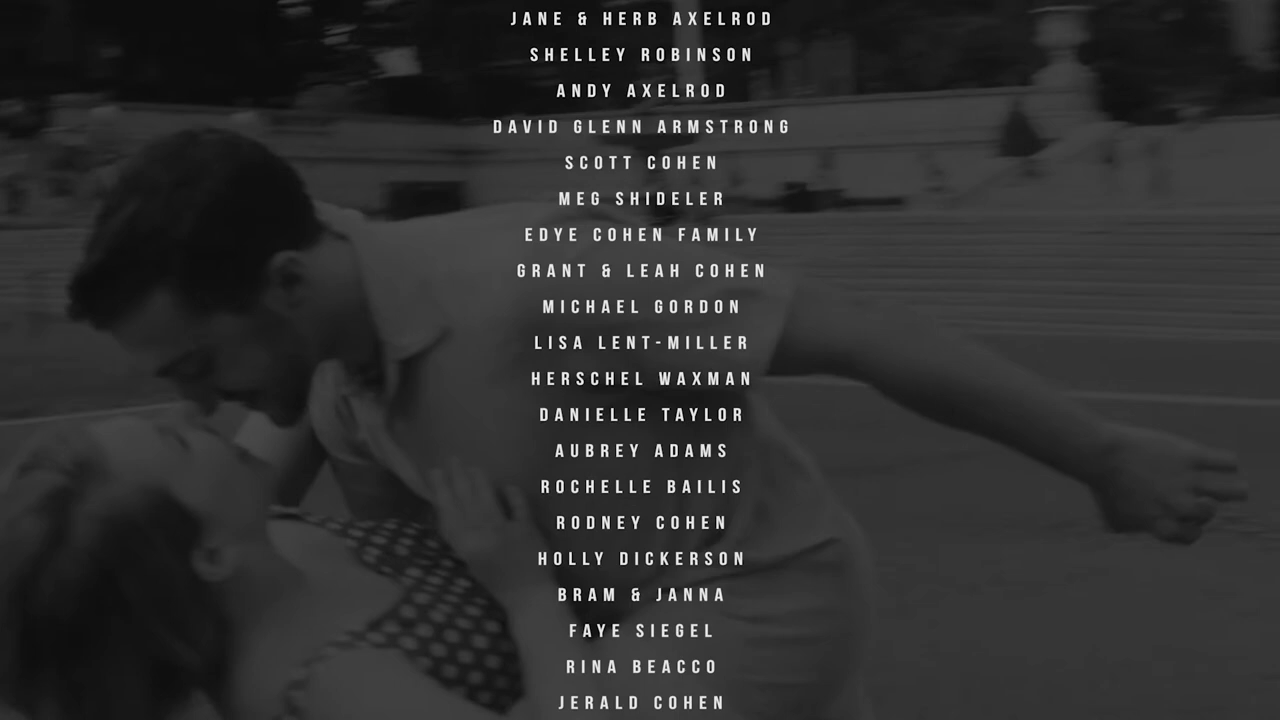 JANE & HERB AXELROD
SHELLEY ROBINSON
ANDY AXELROD
DAVID GLENN ARMSTRONG
SCOTT COHEN
MEG SHIDELER
EDYE COHEN FAMILY
GRANT & LEAH COHEN
MICHAEL GORDON
LISA LENT-MILLER
HERSCHEL WAXMAN
DANIELLE TAYLOR
AUBREY ADAMS
ROCHELLE BAILIS
RODNEY COHEN
HOLLY DICKERSON
BRAM & JANNA
FAYE SIEGEL
RINA BEACCO
JERALD COHEN